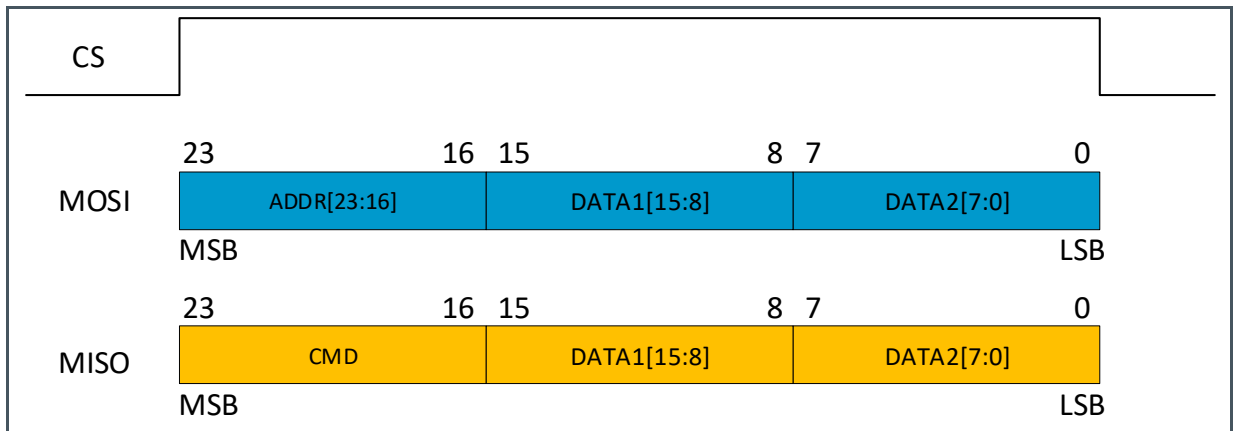 CS
23 16 15 8 7 0
MOSI ADDR[23:16] DATA1[15:8] DATA2[7:0]
MSB LSB
23 16 15 8 7 0
MISO CMD DATA1[15:8] DATA2[7:0]
MSB LSB